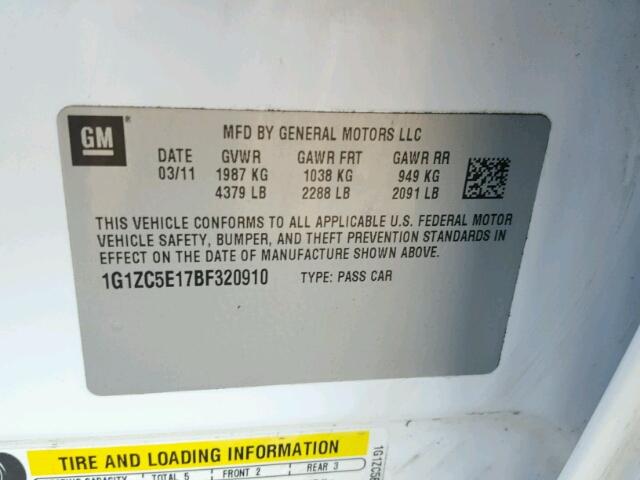 GM
MFD BY GENERAL MOTORS LLC
DATE GVWR GAWR FRT GAWR RR
03/11 1987 KG 1038 KG 949 KG
4379 LB 2288 LB 2091 LB
THIS VEHICLE CONFORMS TO ALL APPLICABLE U.S. FEDERAL MOTOR
VEHICLE SAFETY, BUMPER, AND THEFT PREVENTION STANDARDS IN
EFFECT ON THE DATE OF MANUFACTURE SHOWN ABOVE.
1G1ZC5E17BF320910 TYPE: PASS CAR
TIRE AND LOADING INFORMATION
SEATING CAPACITY TOTAL 5 FRONT 2 REAR 3